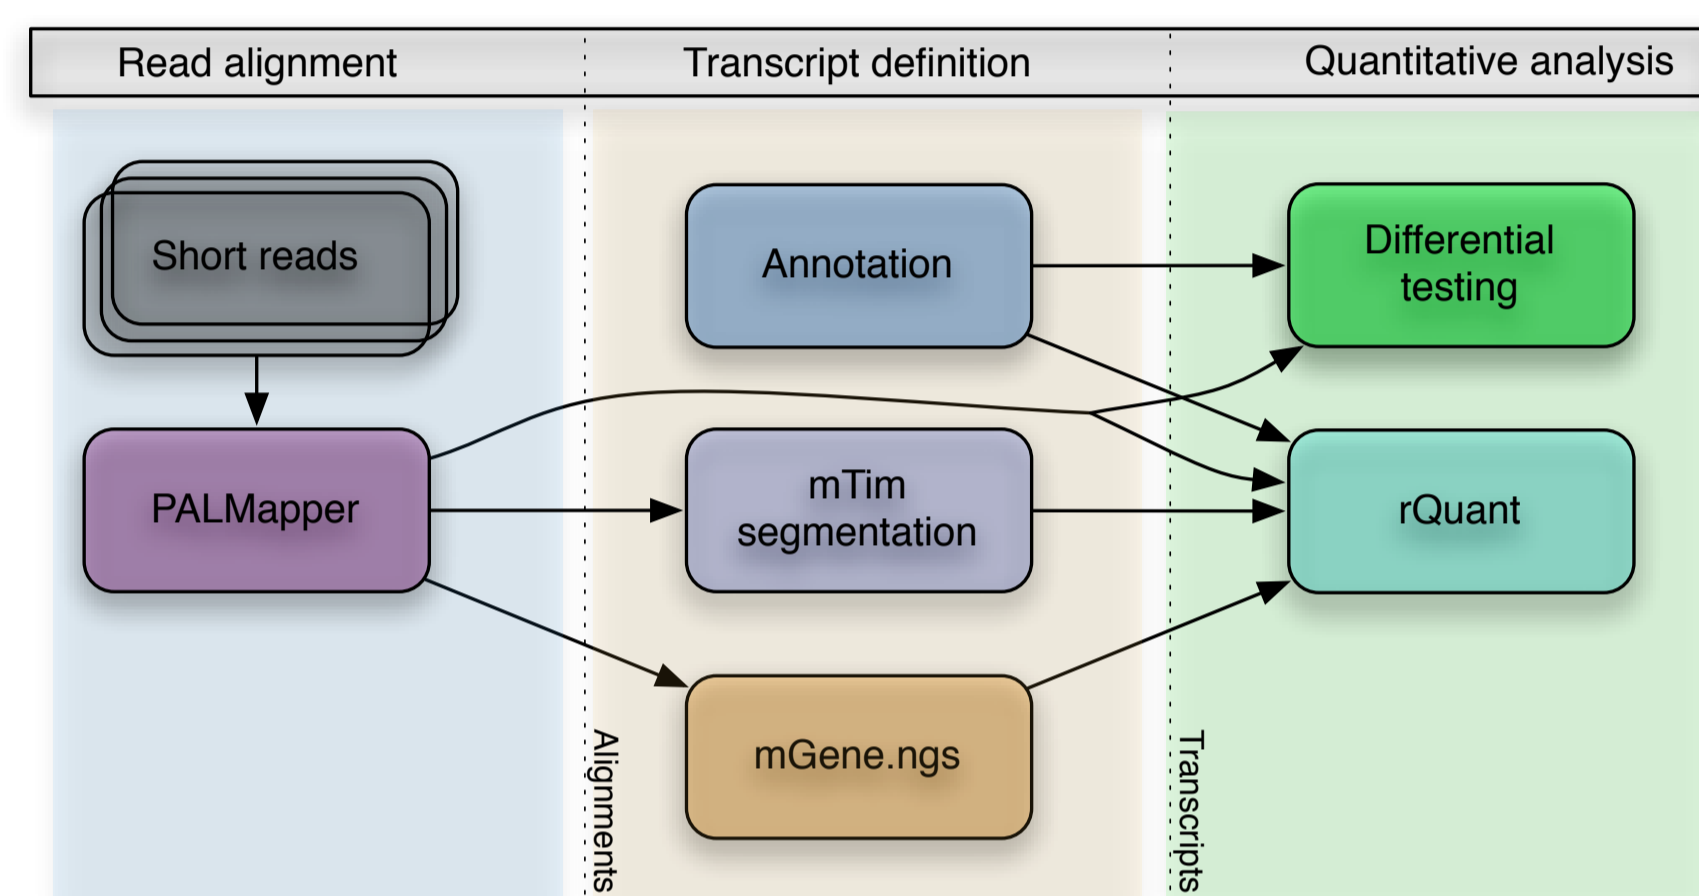 Read alignment
Transcript definition
Quantitative analysis
Short reads
Annotation
Differential
testing
PALMapper
mTim
segmentation
rQuant
mGene.ngs
Alignments
Transcripts